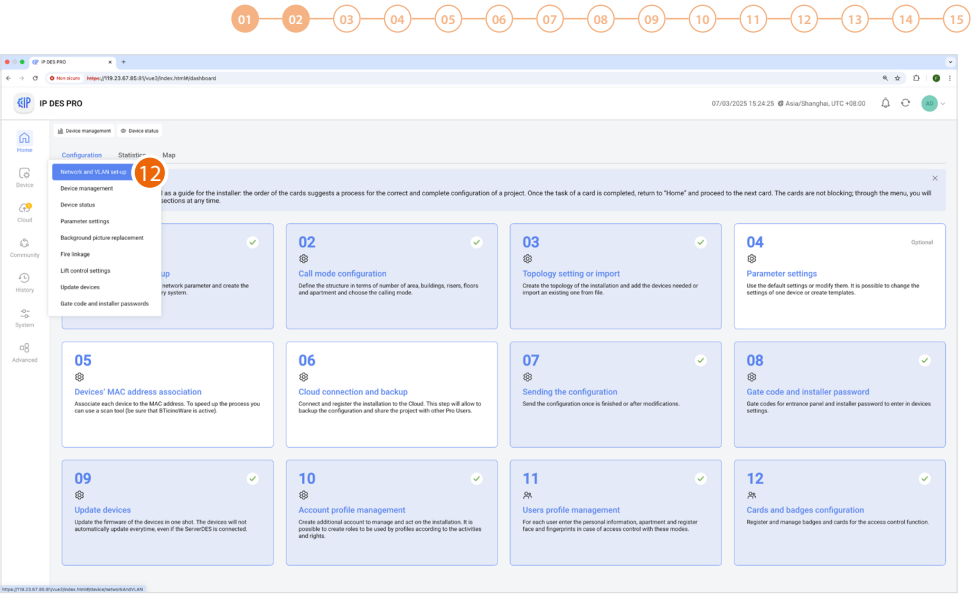 01 02 03 04 05 06 07 08 09 10 11 12 13 14 15
IP DES PRO
Non sicuro https://119.23.67.85:81/vue3/index.html#/dashboard
IP DES PRO
07/03/2025 15:24:25 @ Asia/Shanghai, UTC +08:00
AU
Device management Device status
Home
Configuration Statistics Map
Network and VLAN set-up
12
Device management
Device status
Parameter settings
Background picture replacement
Fire linkage
Lift control settings
Update devices
Gate code and installer passwords
Device
Cloud
Community
History
System
Advanced
as a guide for the installer: the order of the cards suggests a process for the correct and complete configuration of a project. Once the task of a card is completed, return to "Home" and proceed to the next card. The cards are not blocking; through the menu, you will
sections at any time.
up
network parameter and create the
ry system.
02
Call mode configuration
Define the structure in terms of number of area, buildings, risers, floors
and apartment and choose the calling mode.
03
Topology setting or import
Create the topology of the installation and add the devices needed or
import an existing one from file.
04
Optional
Parameter settings
Use the default settings or modify them. It is possible to change the
settings of one device or create templates.
05
Devices' MAC address association
Associate each device to the MAC address. To speed up the process you
can use a scan tool (be sure that BTicinoWare is active).
06
Cloud connection and backup
Connect and register the installation to the Cloud. This step will allow to
backup the configuration and share the project with other Pro Users.
07
Sending the configuration
Send the configuration once is finished or after modifications.
08
Gate code and installer password
Gate codes for entrance panel and installer password to enter in devices
settings.
09
Update devices
Update the firmware of the devices in one shot. The devices will not
automatically update everytime, even if the ServerDES is connected.
10
Account profile management
Create additional account to manage and act on the installation. It is
possible to create roles to be used by profiles according to the activities
and rights.
11
Users profile management
For each user enter the personal information, apartment and register
face and fingerprints in case of access control with these modes.
12
Cards and badges configuration
Register and manage badges and cards for the access control function.
https://119.23.67.85:81/vue3/index.html#/device/networkAndVLAN